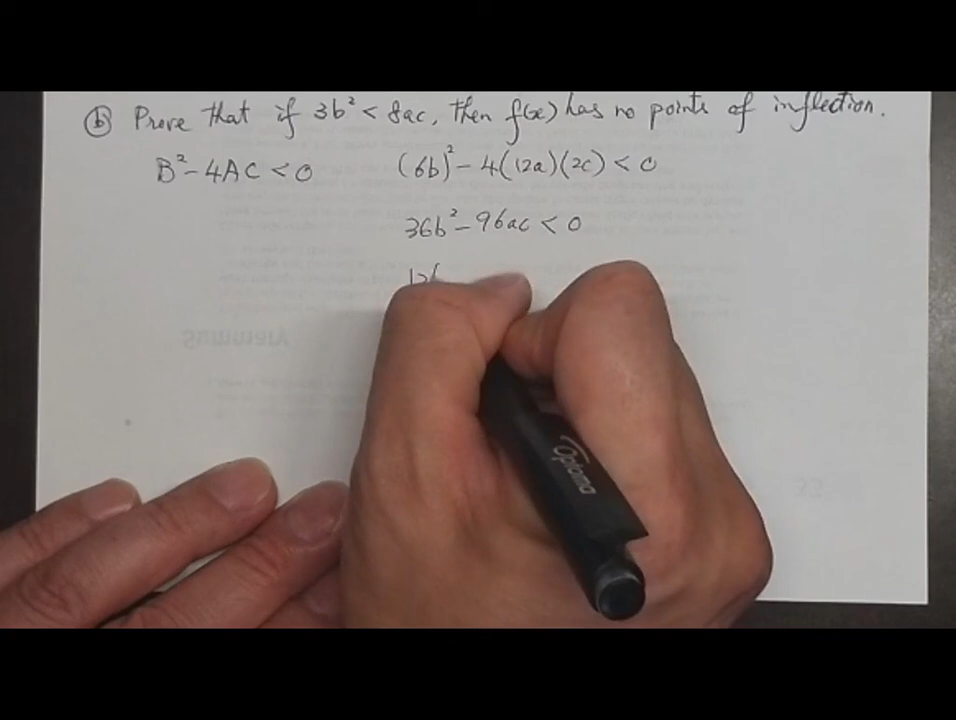 ⓑ Prove that if 3b² < 8ac, then f(x) has no points of inflection.
B² - 4AC < 0 (6b)² - 4(12a)(2c) < 0
36b² - 96ac < 0
12(
Optoma